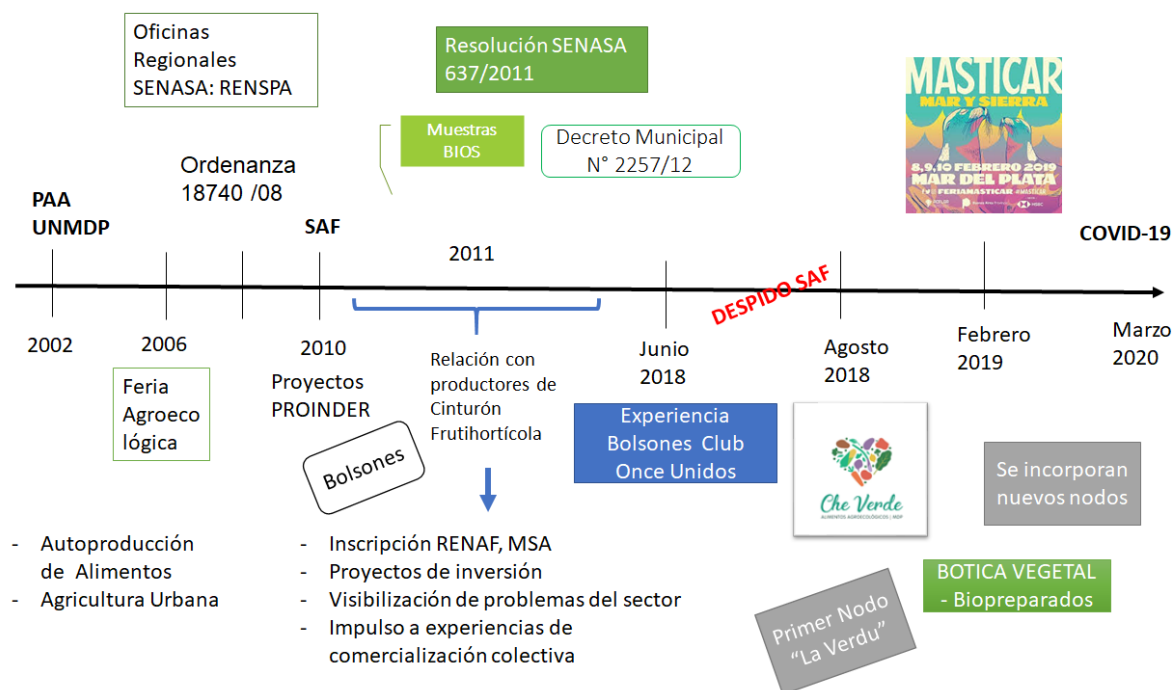 Oficinas
Regionales
SENASA: RENSPA
Resolución SENASA
637/2011
MASTICAR
MAR Y SIERRA
8,9,10 FEBRERO 2019
MAR DEL PLATA
Muestras
BIOS
Decreto Municipal
N° 2257/12
Ordenanza
18740 /08
PAA
UNMDP
SAF
2011
COVID-19
DESPIDO SAF
2002
2006
2010
Junio
2018
Agosto
2018
Febrero
2019
Marzo
2020
Feria
Agroeco
lógica
Proyectos
PROINDER
Bolsones
Relación con
productores de
Cinturón
Frutihortícola
Experiencia
Bolsones Club
Once Unidos
Che Verde
ALIMENTOS AGROECOLÓGICOS | MDP
Se incorporan
nuevos nodos
- Autoproducción
de Alimentos
- Agricultura Urbana
- Inscripción RENAF, MSA
- Proyectos de inversión
- Visibilización de problemas del sector
- Impulso a experiencias de
comercialización colectiva
Primer Nodo
“La Verdu”
BOTICA VEGETAL
- Biopreparados